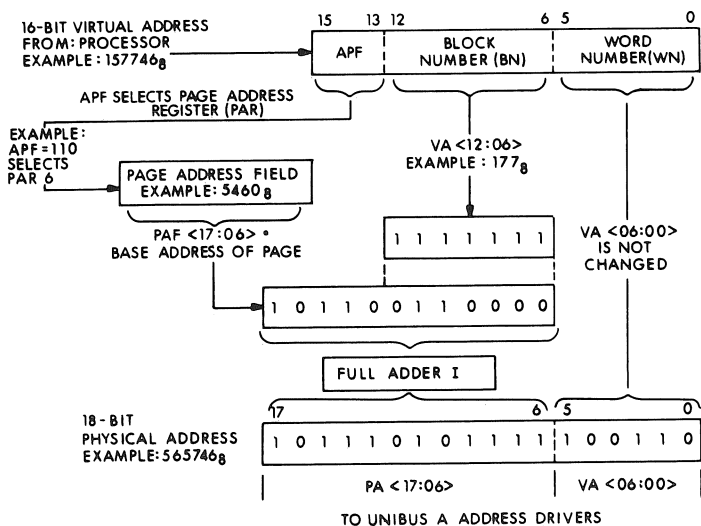 15 13 12 6 5 0
16-BIT VIRTUAL ADDRESS
FROM: PROCESSOR
EXAMPLE: 157746₈
APF
BLOCK
NUMBER (BN)
WORD
NUMBER(WN)
APF SELECTS PAGE ADDRESS
REGISTER (PAR)
EXAMPLE:
APF=110
SELECTS
PAR 6
PAGE ADDRESS FIELD
EXAMPLE: 5460₈
VA <12:06>
EXAMPLE: 177₈
PAF <17:06> =
BASE ADDRESS OF PAGE
1 1 1 1 1 1 1
VA <06:00>
IS NOT
CHANGED
1 0 1 1 0 0 1 1 0 0 0 0
FULL ADDER I
17 6 5 0
18-BIT
PHYSICAL ADDRESS
EXAMPLE: 565746₈
1 0 1 1 1 0 1 0 1 1 1 1 1 0 0 1 1 0
PA <17:06>
VA <06:00>
TO UNIBUS A ADDRESS DRIVERS